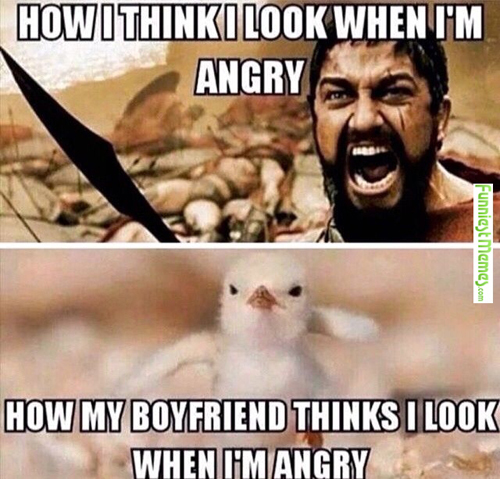 HOW I THINK I LOOK WHEN I'M
ANGRY
FunniestMemes.com
HOW MY BOYFRIEND THINKS I LOOK
WHEN I'M ANGRY